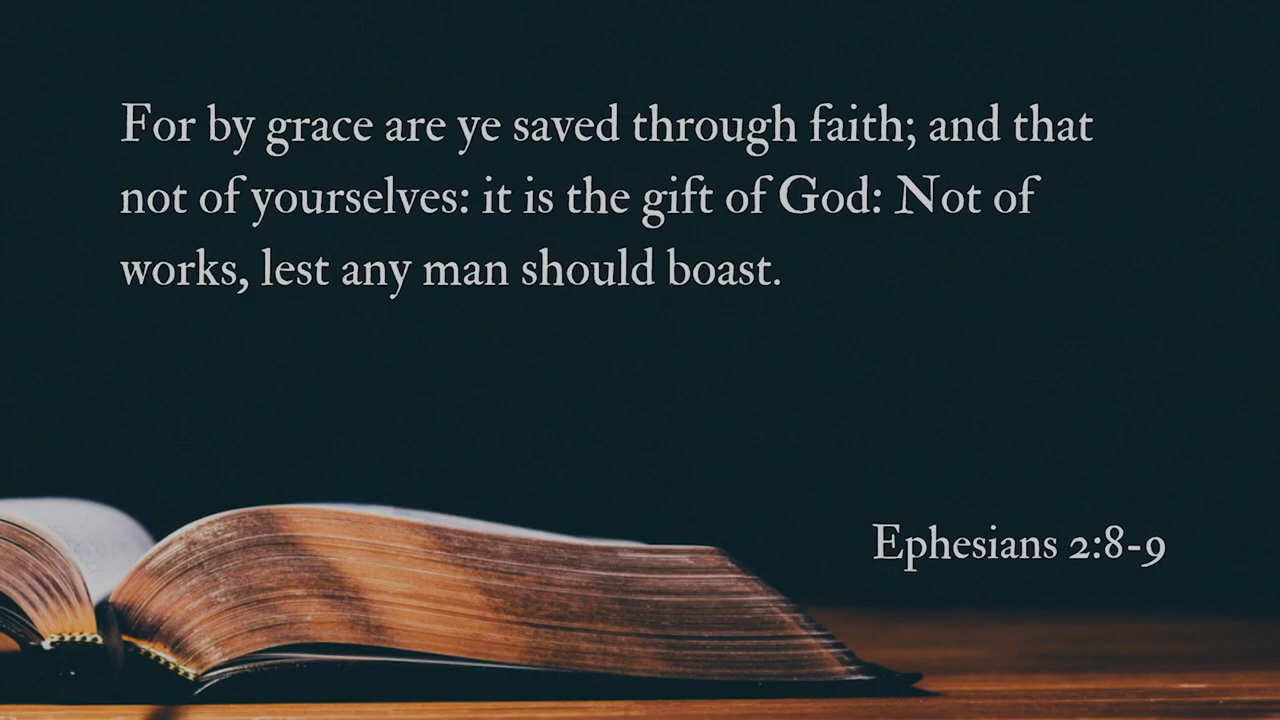 For by grace are ye saved through faith; and that
not of yourselves: it is the gift of God: Not of
works, lest any man should boast.
Ephesians 2:8-9